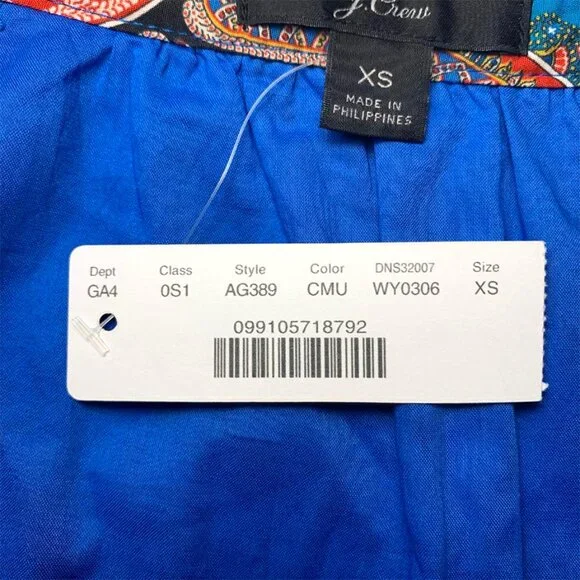 J.Crew
XS
MADE IN
PHILIPPINES
Dept Class Style Color DNS32007 Size
GA4 0S1 AG389 CMU WY0306 XS
099105718792